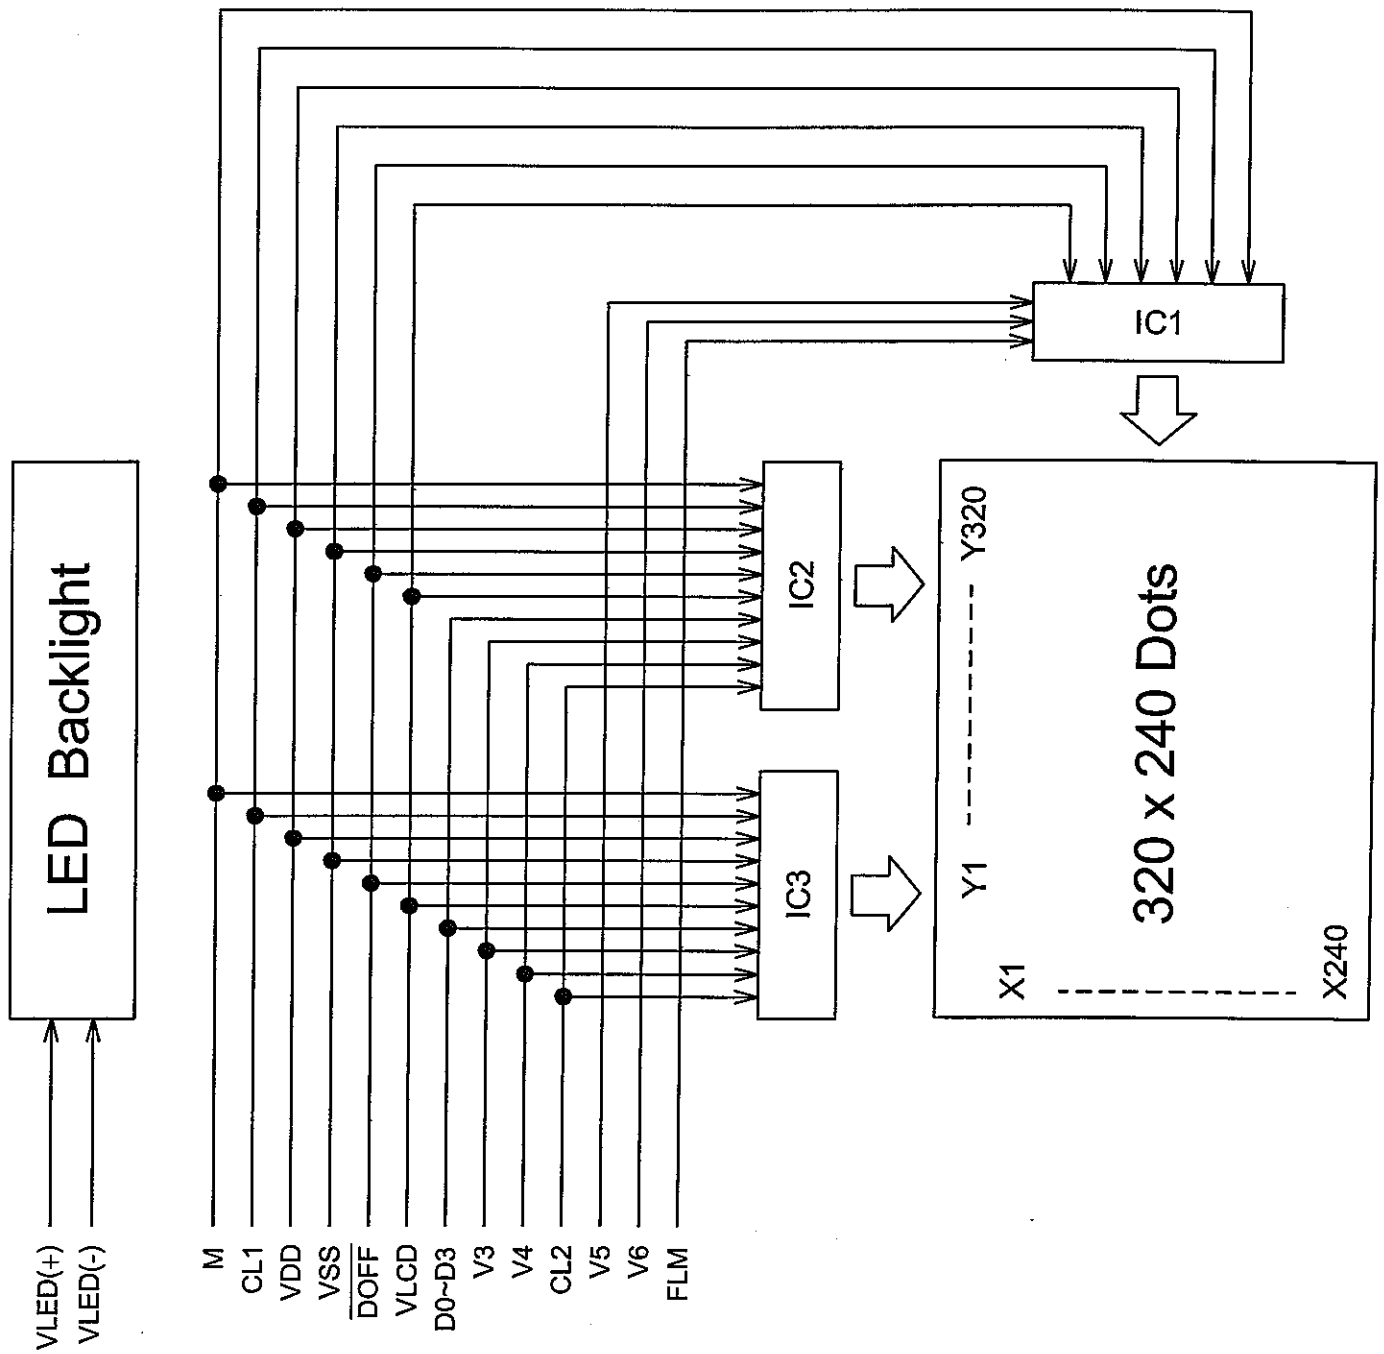 LED Backlight
VLED(+)
VLED(-)
M
CL1
VDD
VSS
DOFF
VLCD
D0~D3
V3
V4
CL2
V5
V6
FLM
IC1
IC2
IC3
Y1
Y320
X1
X240
320 x 240 Dots